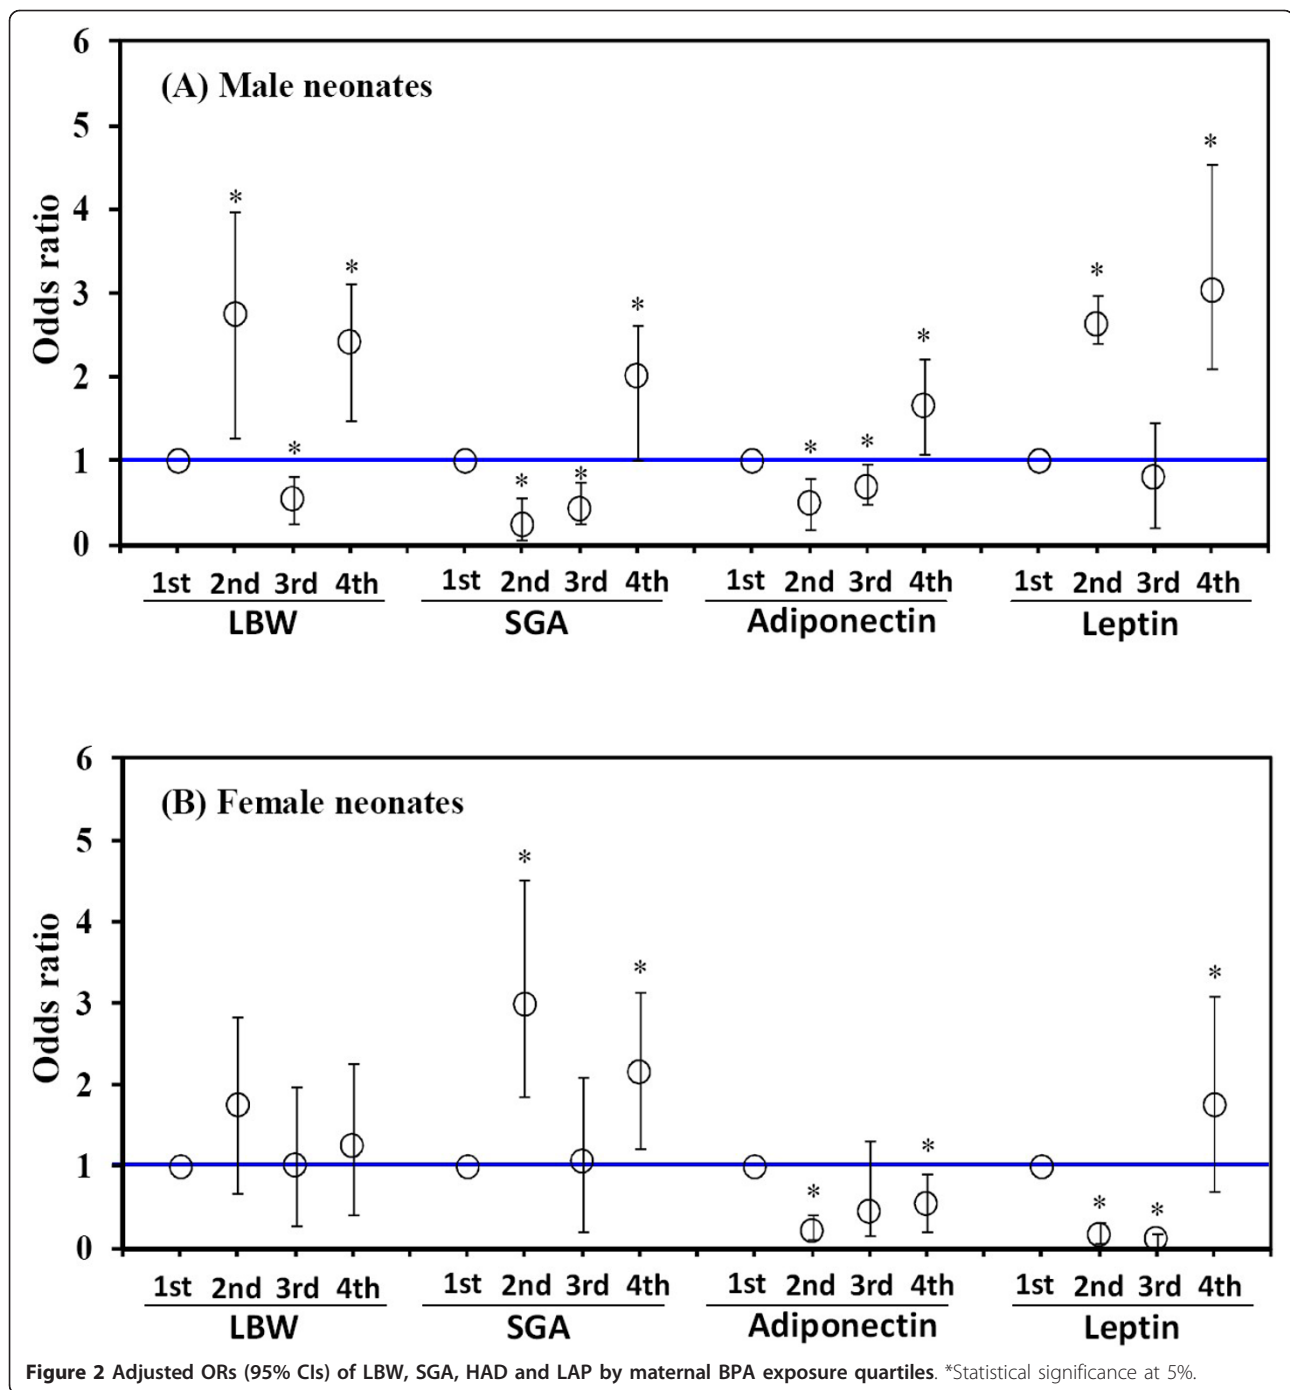 6
(A) Male neonates
5
4
3
2
1
0
Odds ratio
* * * * * * * * * * * *
1st 2nd 3rd 4th 1st 2nd 3rd 4th 1st 2nd 3rd 4th 1st 2nd 3rd 4th
LBW SGA Adiponectin Leptin
6
(B) Female neonates
5
4
3
2
1
0
Odds ratio
* * * * * * *
1st 2nd 3rd 4th 1st 2nd 3rd 4th 1st 2nd 3rd 4th 1st 2nd 3rd 4th
LBW SGA Adiponectin Leptin
Figure 2 Adjusted ORs (95% CIs) of LBW, SGA, HAD and LAP by maternal BPA exposure quartiles. *Statistical significance at 5%.